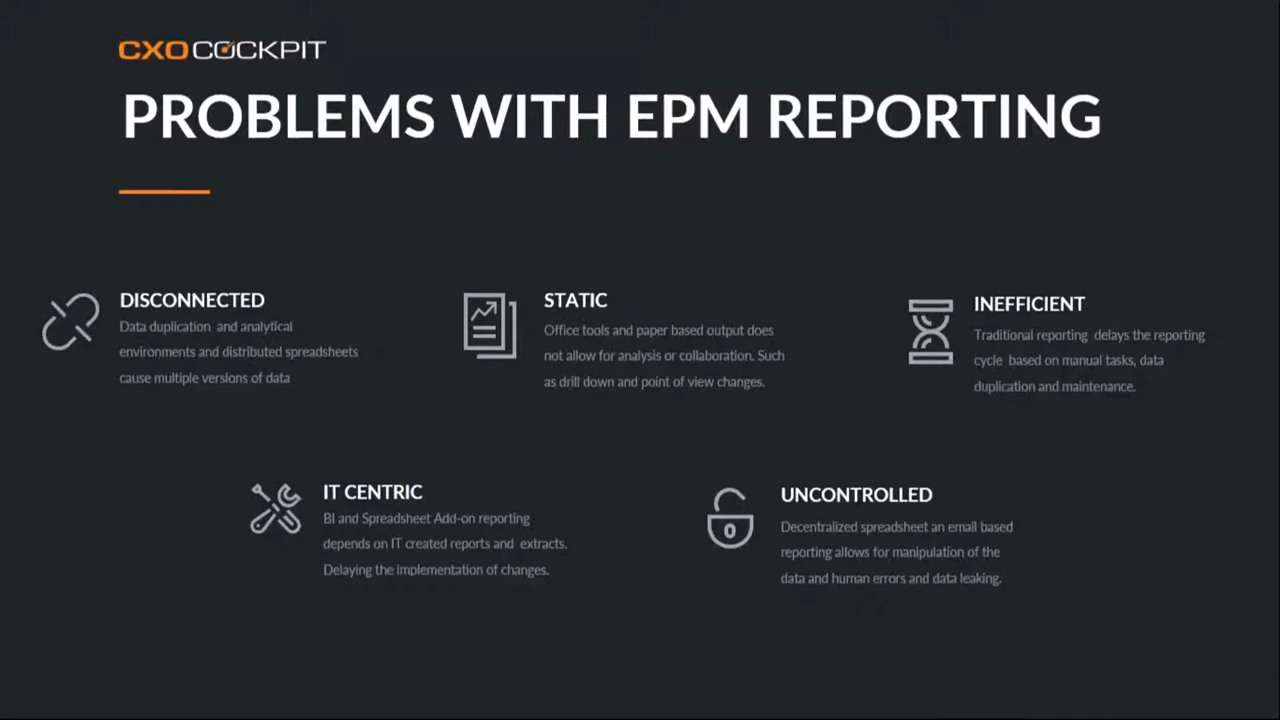 CXO COCKPIT
PROBLEMS WITH EPM REPORTING
DISCONNECTED
Data duplication and analytical
environments and distributed spreadsheets
cause multiple versions of data
STATIC
Office tools and paper based output does
not allow for analysis or collaboration. Such
as drill down and point of view changes.
INEFFICIENT
Traditional reporting delays the reporting
cycle based on manual tasks, data
duplication and maintenance.
IT CENTRIC
BI and Spreadsheet Add-on reporting
depends on IT created reports and extracts.
Delaying the implementation of changes.
UNCONTROLLED
Decentralized spreadsheet an email based
reporting allows for manipulation of the
data and human errors and data leaking.